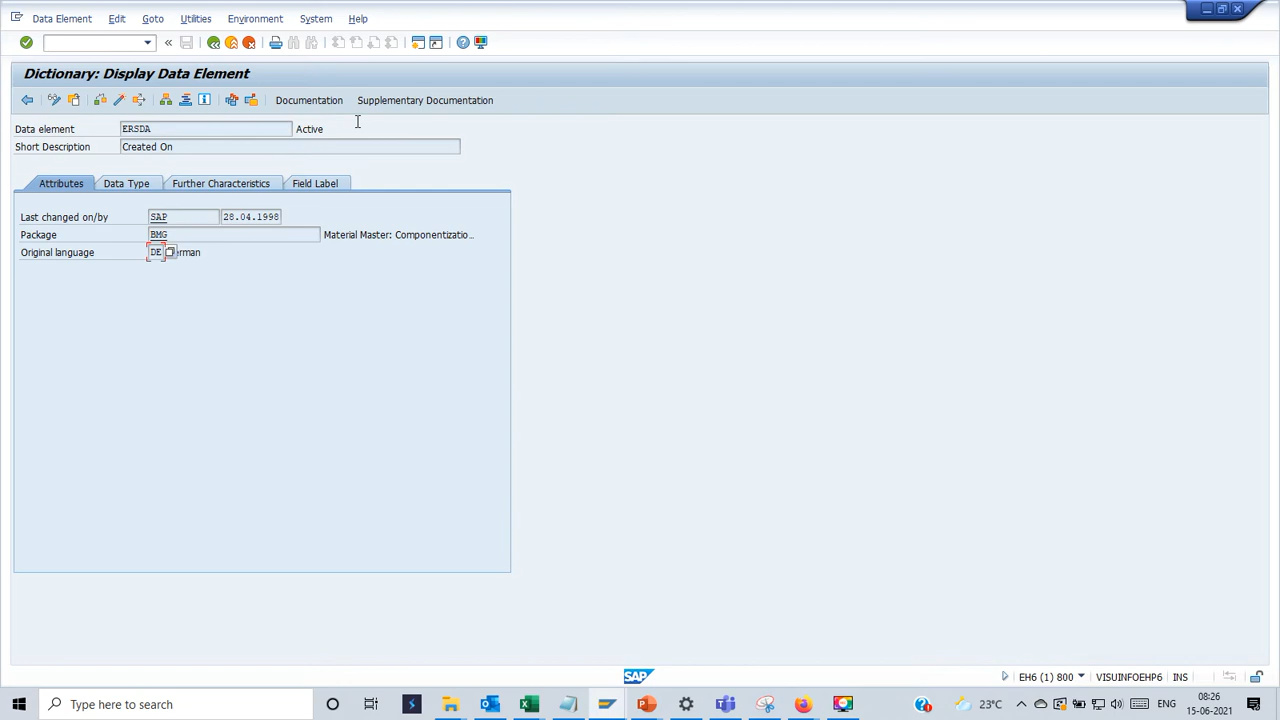 Data Element Edit Goto Utilities Environment System Help
Dictionary: Display Data Element
Documentation Supplementary Documentation
Data element ERSDA Active
Short Description Created On
Attributes Data Type Further Characteristics Field Label
Last changed on/by SAP 28.04.1998
Package BMG Material Master: Componentizatio...
Original language DE erman
SAP EH6 (1) 800 VISUINFOEHP6 INS
Type here to search 23°C ENG 08:26 15-06-2021